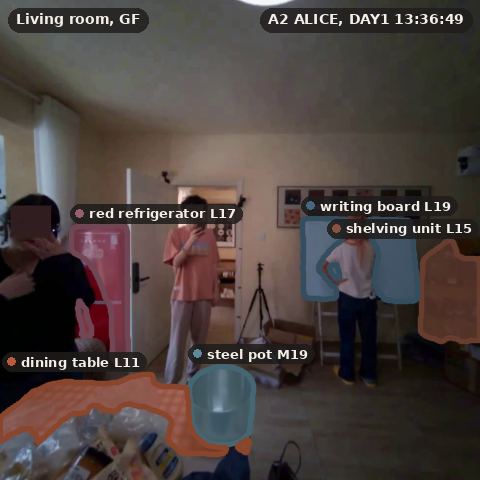 Living room, GF
A2 ALICE, DAY1 13:36:49
writing board L19
red refrigerator L17
shelving unit L15
steel pot M19
dining table L11